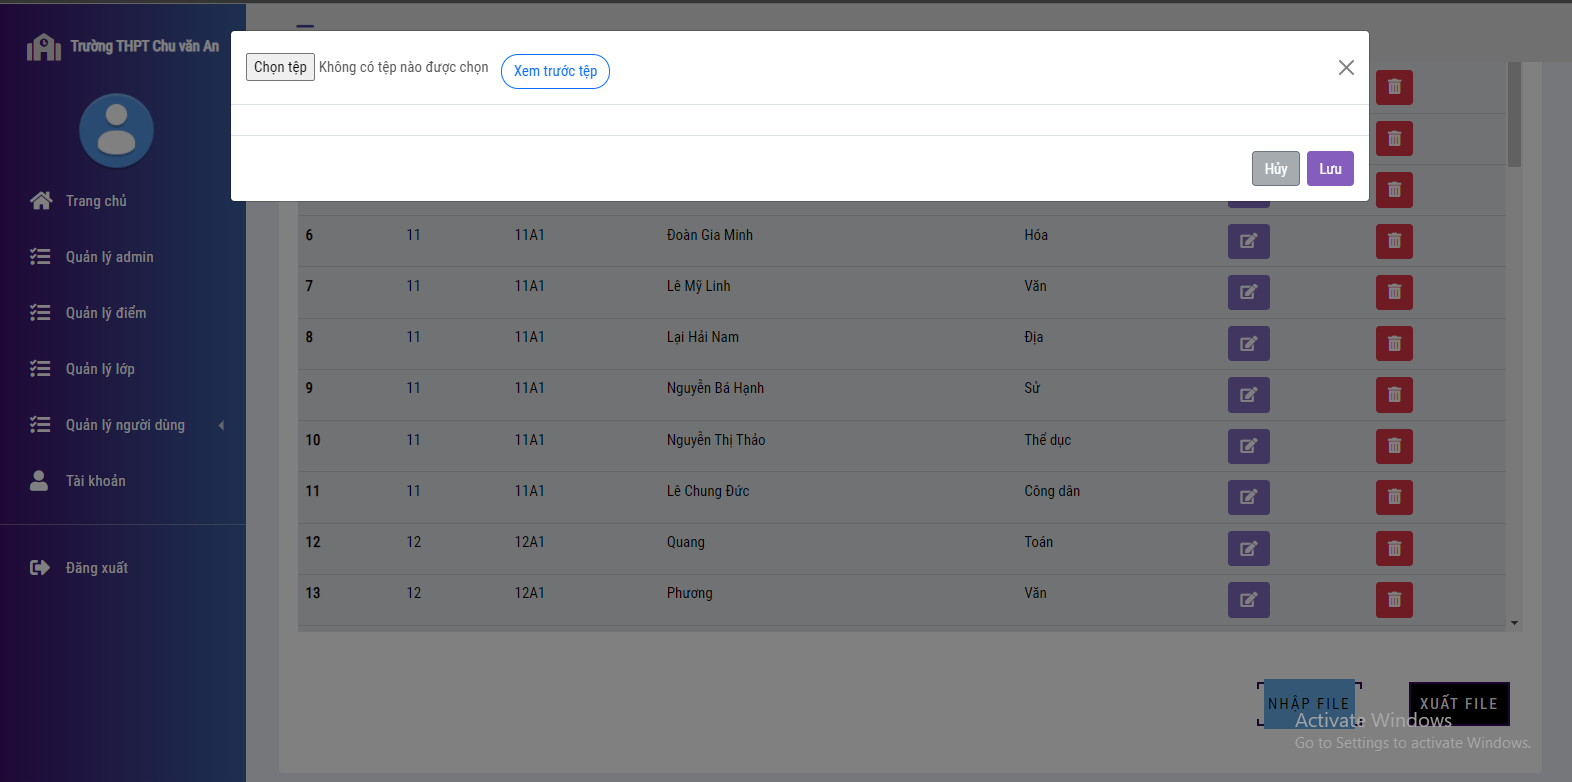 Trường THPT Chu văn An
Chọn tệp Không có tệp nào được chọn Xem trước tệp
Hủy Lưu
Trang chủ
Quản lý admin
Quản lý điểm
Quản lý lớp
Quản lý người dùng
Tài khoản
Đăng xuất
6 11 11A1 Đoàn Gia Minh Hóa
7 11 11A1 Lê Mỹ Linh Văn
8 11 11A1 Lại Hải Nam Địa
9 11 11A1 Nguyễn Bá Hạnh Sử
10 11 11A1 Nguyễn Thị Thảo Thể dục
11 11 11A1 Lê Chung Đức Công dân
12 12 12A1 Quang Toán
13 12 12A1 Phương Văn
NHẬP FILE XUẤT FILE
Activate Windows
Go to Settings to activate Windows.